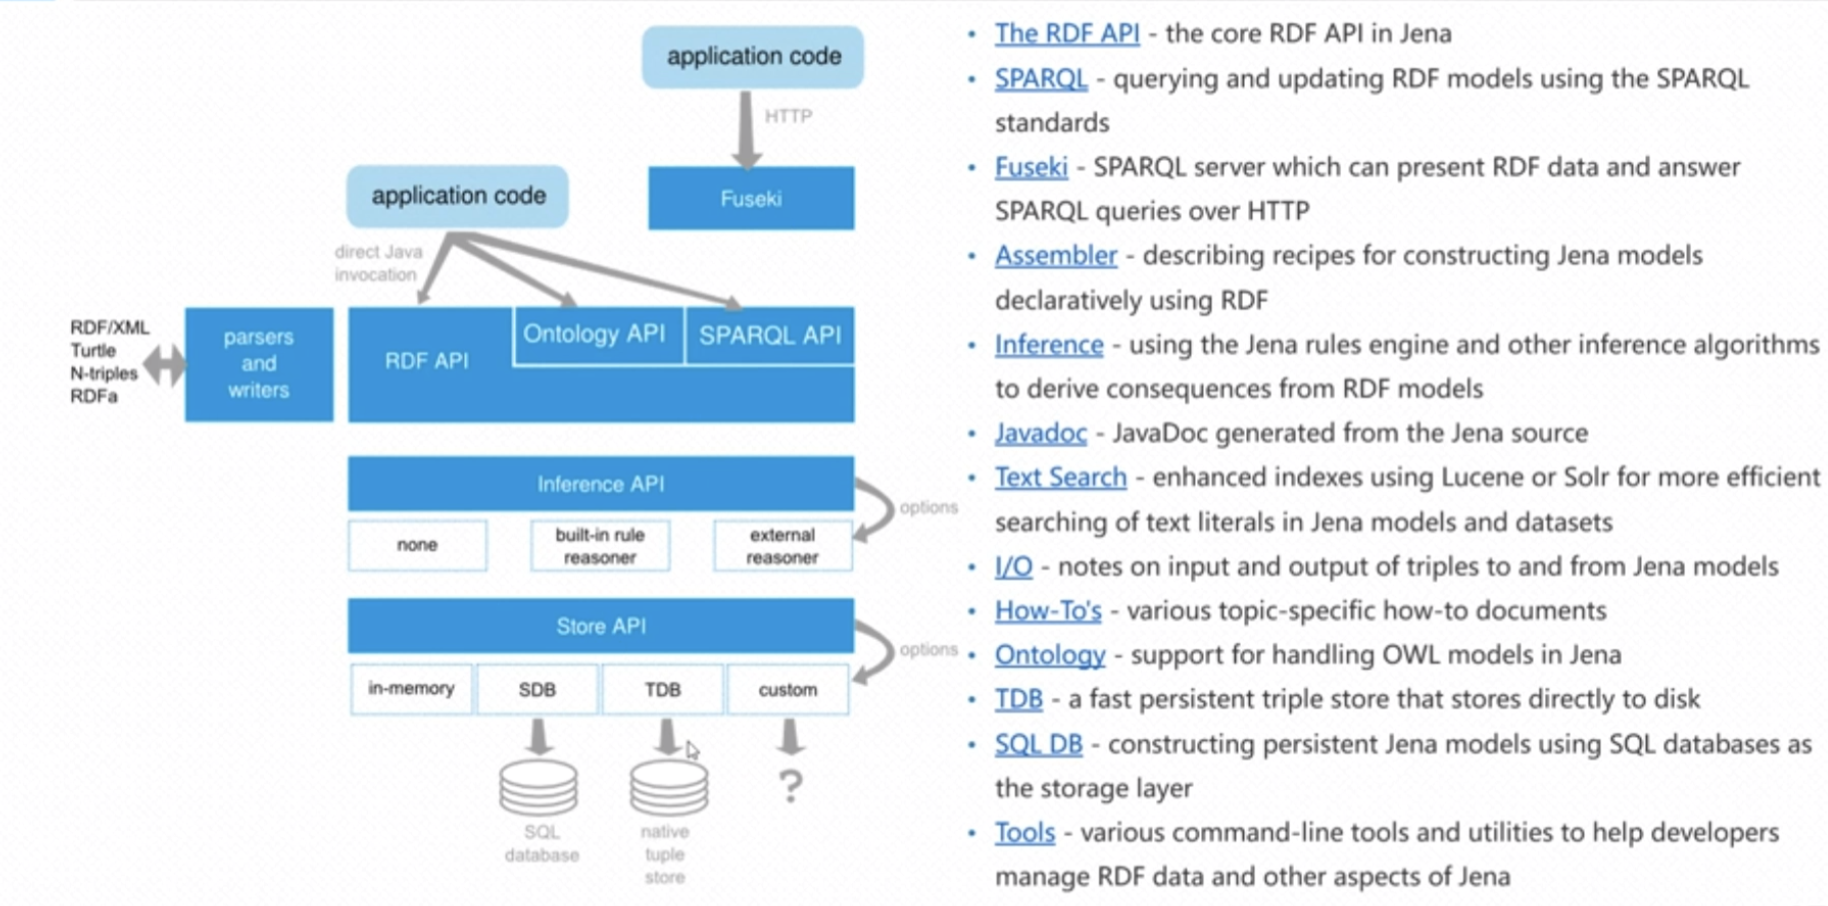 application code
HTTP
Fuseki
application code
direct Java
invocation
RDF/XML
Turtle
N-triples
RDFa
parsers
and
writers
RDF API
Ontology API
SPARQL API
Inference API
options
none
built-in rule
reasoner
external
reasoner
Store API
options
in-memory
SDB
TDB
custom
?
SQL
database
native
tuple
store
• The RDF API - the core RDF API in Jena
• SPARQL - querying and updating RDF models using the SPARQL
standards
• Fuseki - SPARQL server which can present RDF data and answer
SPARQL queries over HTTP
• Assembler - describing recipes for constructing Jena models
declaratively using RDF
• Inference - using the Jena rules engine and other inference algorithms
to derive consequences from RDF models
• Javadoc - JavaDoc generated from the Jena source
• Text Search - enhanced indexes using Lucene or Solr for more efficient
searching of text literals in Jena models and datasets
• I/O - notes on input and output of triples to and from Jena models
• How-To's - various topic-specific how-to documents
• Ontology - support for handling OWL models in Jena
• TDB - a fast persistent triple store that stores directly to disk
• SQL DB - constructing persistent Jena models using SQL databases as
the storage layer
• Tools - various command-line tools and utilities to help developers
manage RDF data and other aspects of Jena